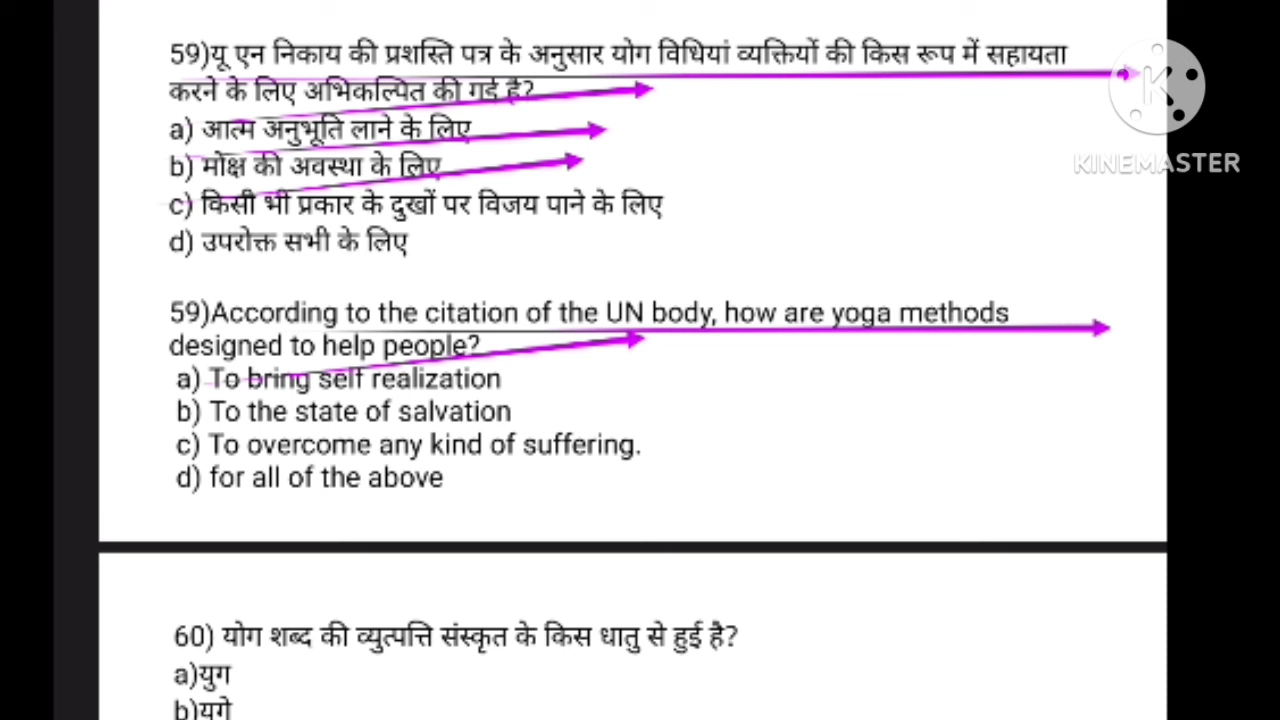 59)यू एन निकाय की प्रशस्ति पत्र के अनुसार योग विधियां व्यक्तियों की किस रूप में सहायता
करने के लिए अभिकल्पित की गई है?
a) आत्म अनुभूति लाने के लिए
b) मोक्ष की अवस्था के लिए
c) किसी भी प्रकार के दुखों पर विजय पाने के लिए
d) उपरोक्त सभी के लिए
59)According to the citation of the UN body, how are yoga methods
designed to help people?
a) To bring self realization
b) To the state of salvation
c) To overcome any kind of suffering.
d) for all of the above
60) योग शब्द की व्युत्पत्ति संस्कृत के किस धातु से हुई है?
a)युग
b)युगे
KINEMASTER